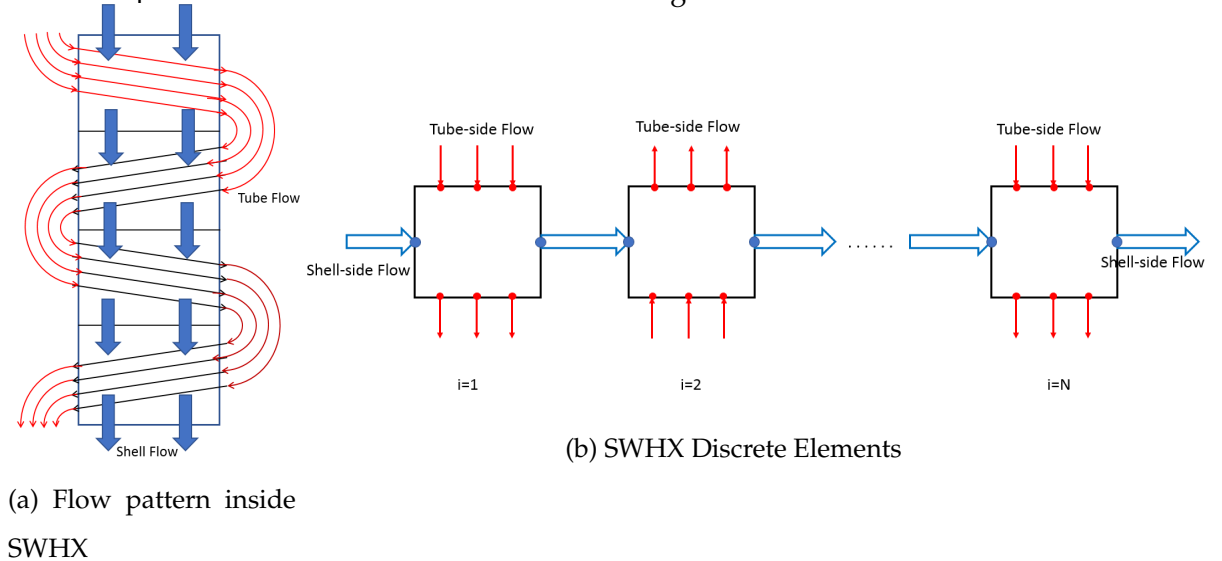 Tube Flow
Shell Flow
(a) Flow pattern inside
SWHX
Tube-side Flow
Tube-side Flow
Tube-side Flow
Shell-side Flow
......
Shell-side Flow
i=1
i=2
i=N
(b) SWHX Discrete Elements